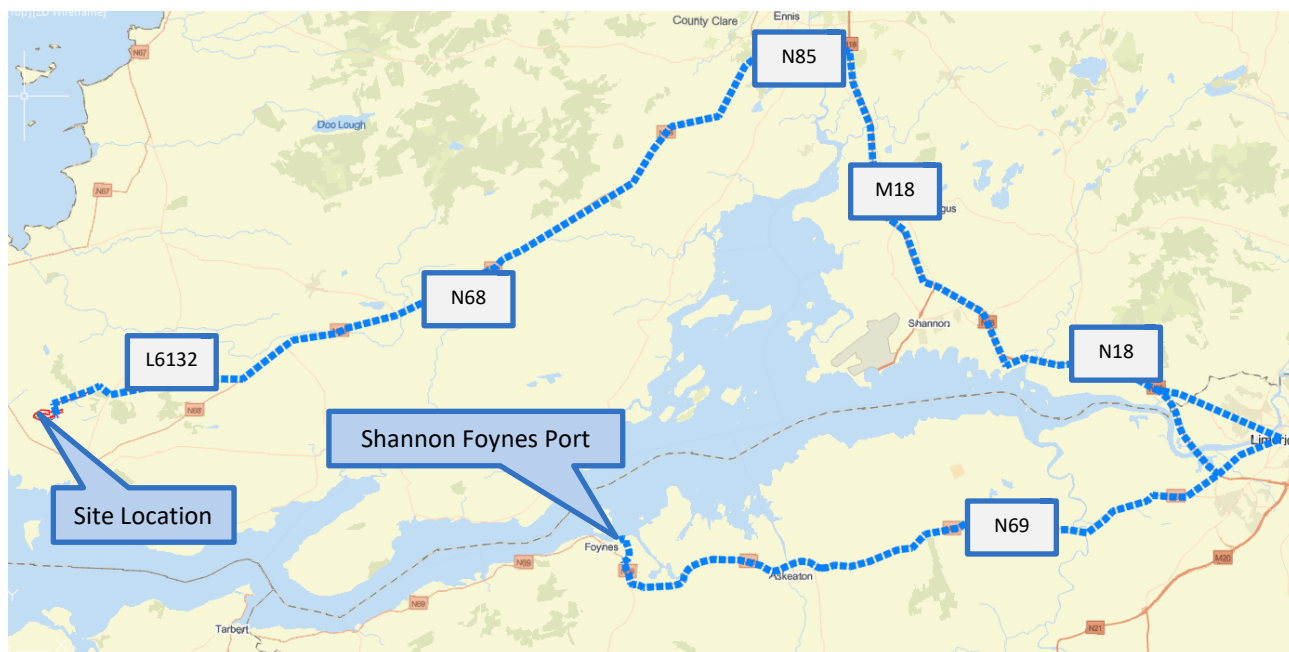 County Clare
Ennis
N67
N85
Doo Lough
N67
M18
N68
Shannon
L6132
N18
N68
Shannon Foynes Port
Site Location
N69
Foynes
Askeaton
N69
M20
N69
Tarbert
N21